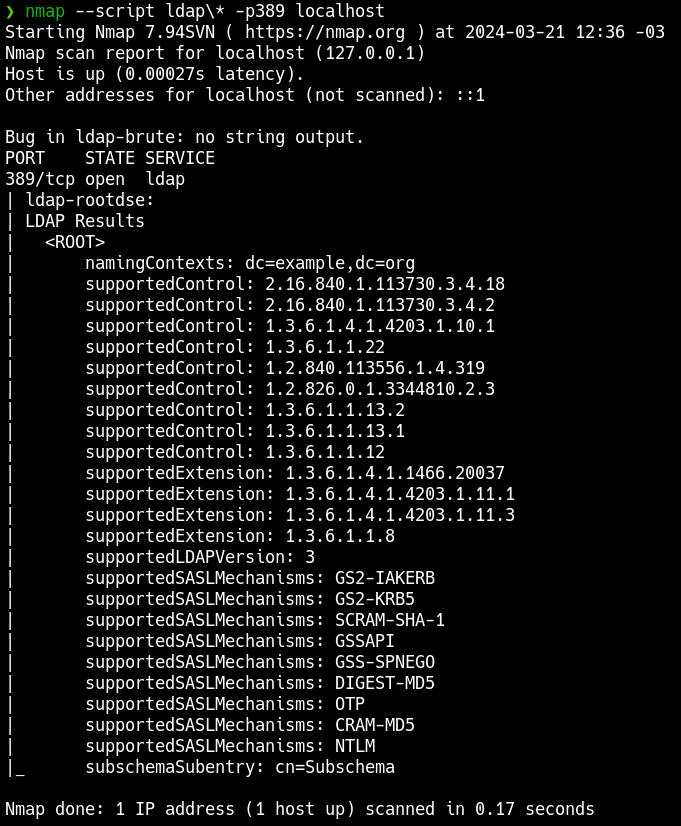 ❯ nmap --script ldap\* -p389 localhost
Starting Nmap 7.94SVN ( https://nmap.org ) at 2024-03-21 12:36 -03
Nmap scan report for localhost (127.0.0.1)
Host is up (0.00027s latency).
Other addresses for localhost (not scanned): ::1

Bug in ldap-brute: no string output.
PORT    STATE SERVICE
389/tcp open  ldap
| ldap-rootdse:
| LDAP Results
|   <ROOT>
|       namingContexts: dc=example,dc=org
|       supportedControl: 2.16.840.1.113730.3.4.18
|       supportedControl: 2.16.840.1.113730.3.4.2
|       supportedControl: 1.3.6.1.4.1.4203.1.10.1
|       supportedControl: 1.3.6.1.1.22
|       supportedControl: 1.2.840.113556.1.4.319
|       supportedControl: 1.2.826.0.1.3344810.2.3
|       supportedControl: 1.3.6.1.1.13.2
|       supportedControl: 1.3.6.1.1.13.1
|       supportedControl: 1.3.6.1.1.12
|       supportedExtension: 1.3.6.1.4.1.1466.20037
|       supportedExtension: 1.3.6.1.4.1.4203.1.11.1
|       supportedExtension: 1.3.6.1.4.1.4203.1.11.3
|       supportedExtension: 1.3.6.1.1.8
|       supportedLDAPVersion: 3
|       supportedSASLMechanisms: GS2-IAKERB
|       supportedSASLMechanisms: GS2-KRB5
|       supportedSASLMechanisms: SCRAM-SHA-1
|       supportedSASLMechanisms: GSSAPI
|       supportedSASLMechanisms: GSS-SPNEGO
|       supportedSASLMechanisms: DIGEST-MD5
|       supportedSASLMechanisms: OTP
|       supportedSASLMechanisms: CRAM-MD5
|       supportedSASLMechanisms: NTLM
|_      subschemaSubentry: cn=Subschema

Nmap done: 1 IP address (1 host up) scanned in 0.17 seconds